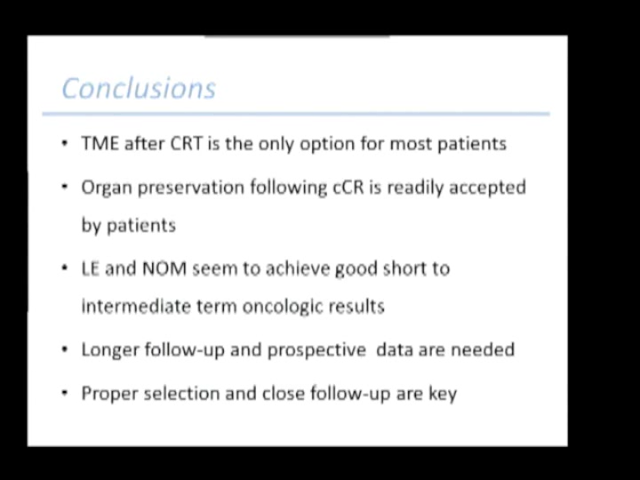 Conclusions
• TME after CRT is the only option for most patients
• Organ preservation following cCR is readily accepted
by patients
• LE and NOM seem to achieve good short to
intermediate term oncologic results
• Longer follow-up and prospective data are needed
• Proper selection and close follow-up are key